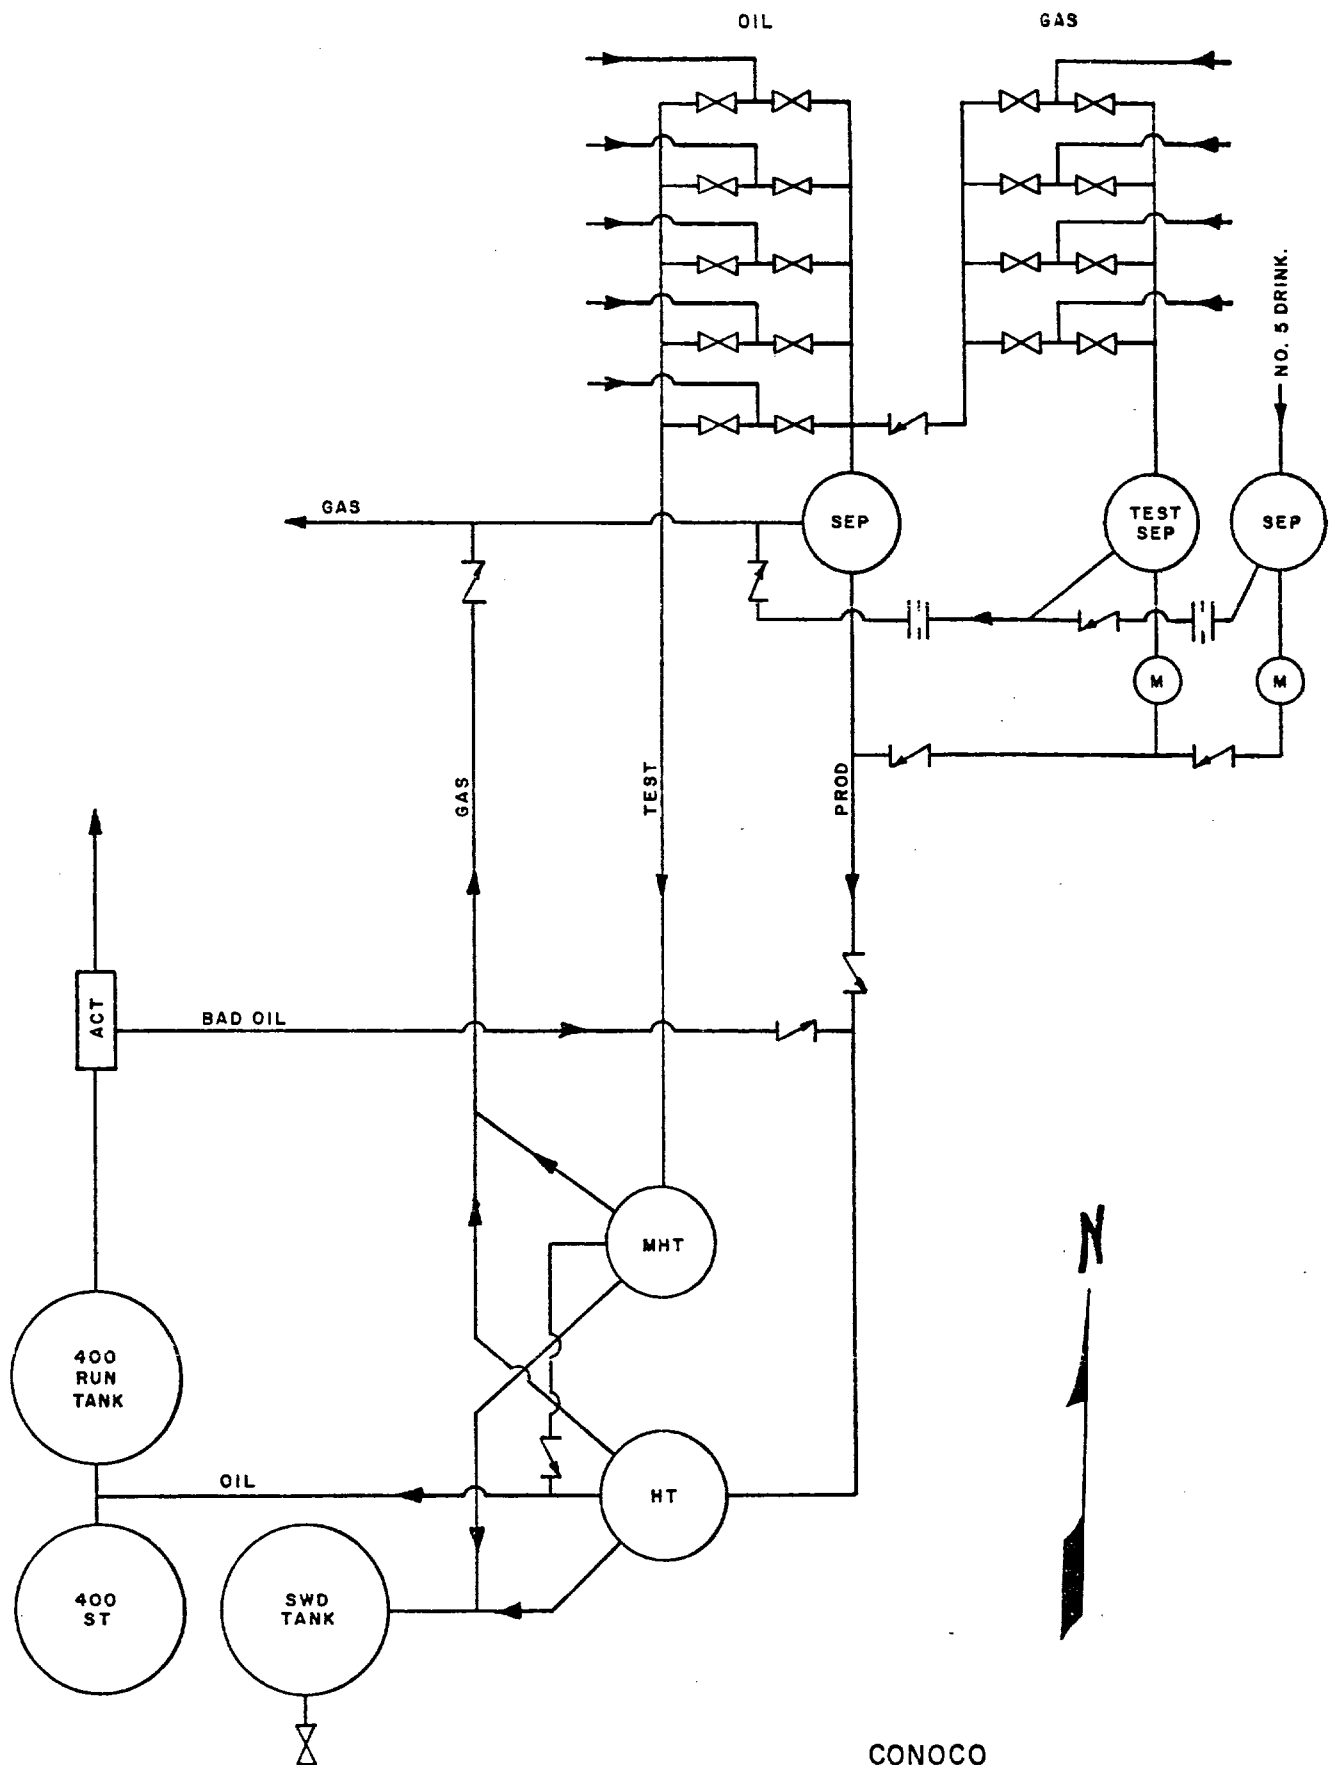 OIL
GAS
NO. 5 DRINK.
GAS
SEP
TEST
SEP
SEP
M
M
GAS
TEST
PROD
ACT
BAD OIL
MHT
N
400
RUN
TANK
OIL
HT
400
ST
SWD
TANK
CONOCO